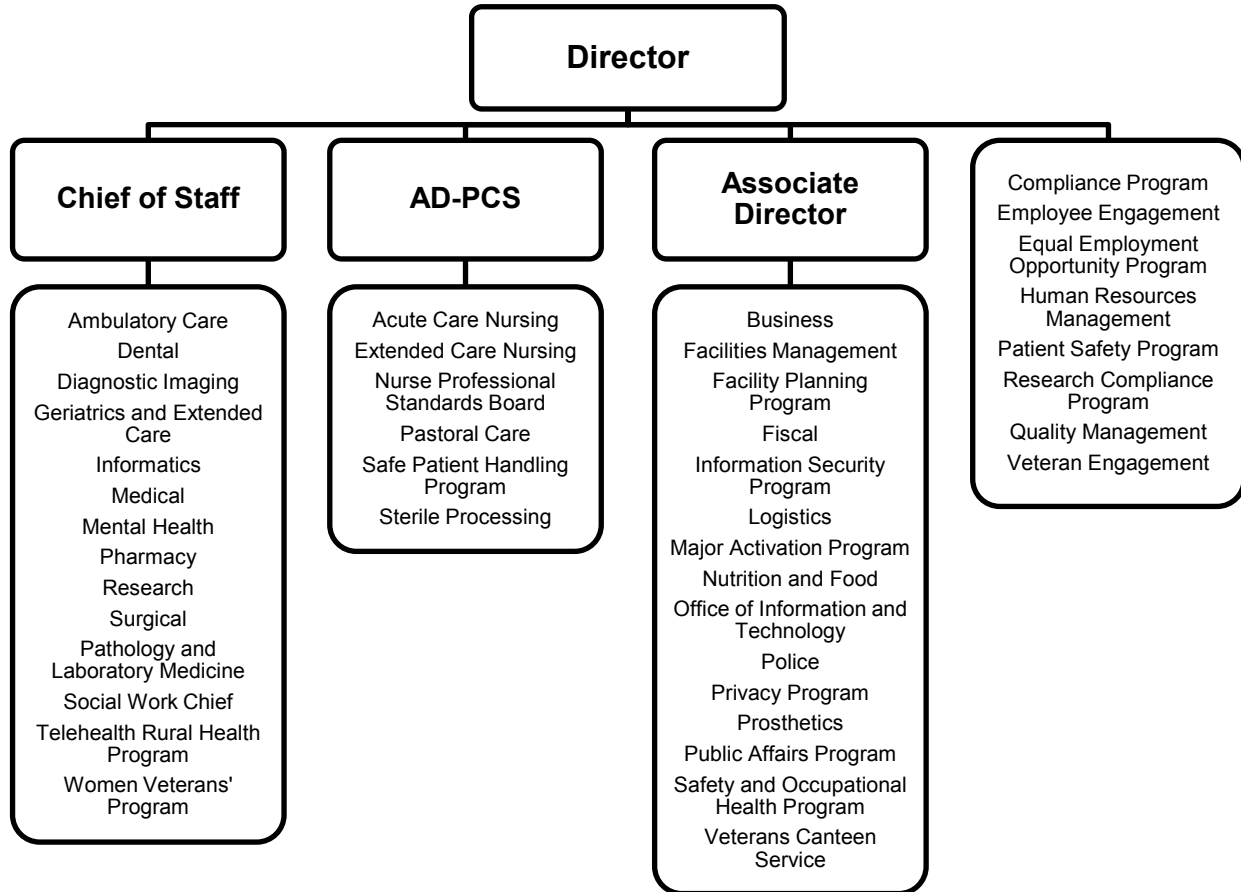 Director
Chief of Staff
Ambulatory Care
Dental
Diagnostic Imaging
Geriatrics and Extended
Care
Informatics
Medical
Mental Health
Pharmacy
Research
Surgical
Pathology and
Laboratory Medicine
Social Work Chief
Telehealth Rural Health
Program
Women Veterans'
Program
AD-PCS
Acute Care Nursing
Extended Care Nursing
Nurse Professional
Standards Board
Pastoral Care
Safe Patient Handling
Program
Sterile Processing
Associate
Director
Business
Facilities Management
Facility Planning
Program
Fiscal
Information Security
Program
Logistics
Major Activation Program
Nutrition and Food
Office of Information and
Technology
Police
Privacy Program
Prosthetics
Public Affairs Program
Safety and Occupational
Health Program
Veterans Canteen
Service
Compliance Program
Employee Engagement
Equal Employment
Opportunity Program
Human Resources
Management
Patient Safety Program
Research Compliance
Program
Quality Management
Veteran Engagement